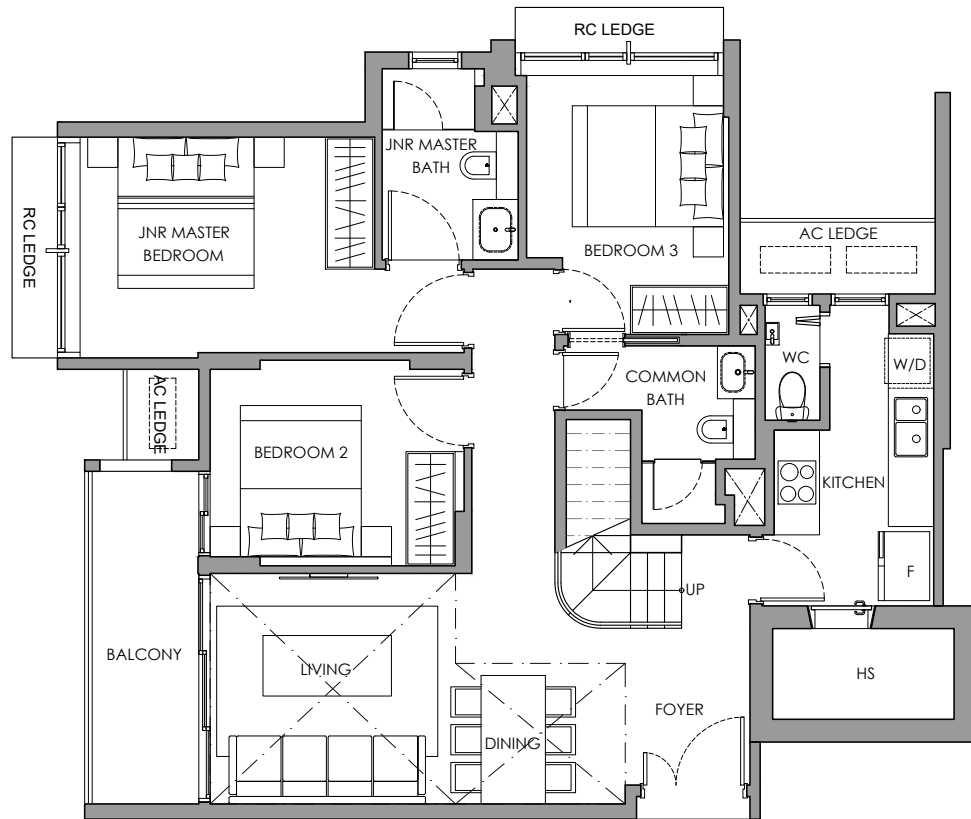 RC LEDGE
JNR MASTER
BATH
RC LEDGE
JNR MASTER
BEDROOM
BEDROOM 3
AC LEDGE
WC
W/D
COMMON
BATH
AC LEDGE
BEDROOM 2
KITCHEN
F
UP
BALCONY
LIVING
HS
FOYER
DINING